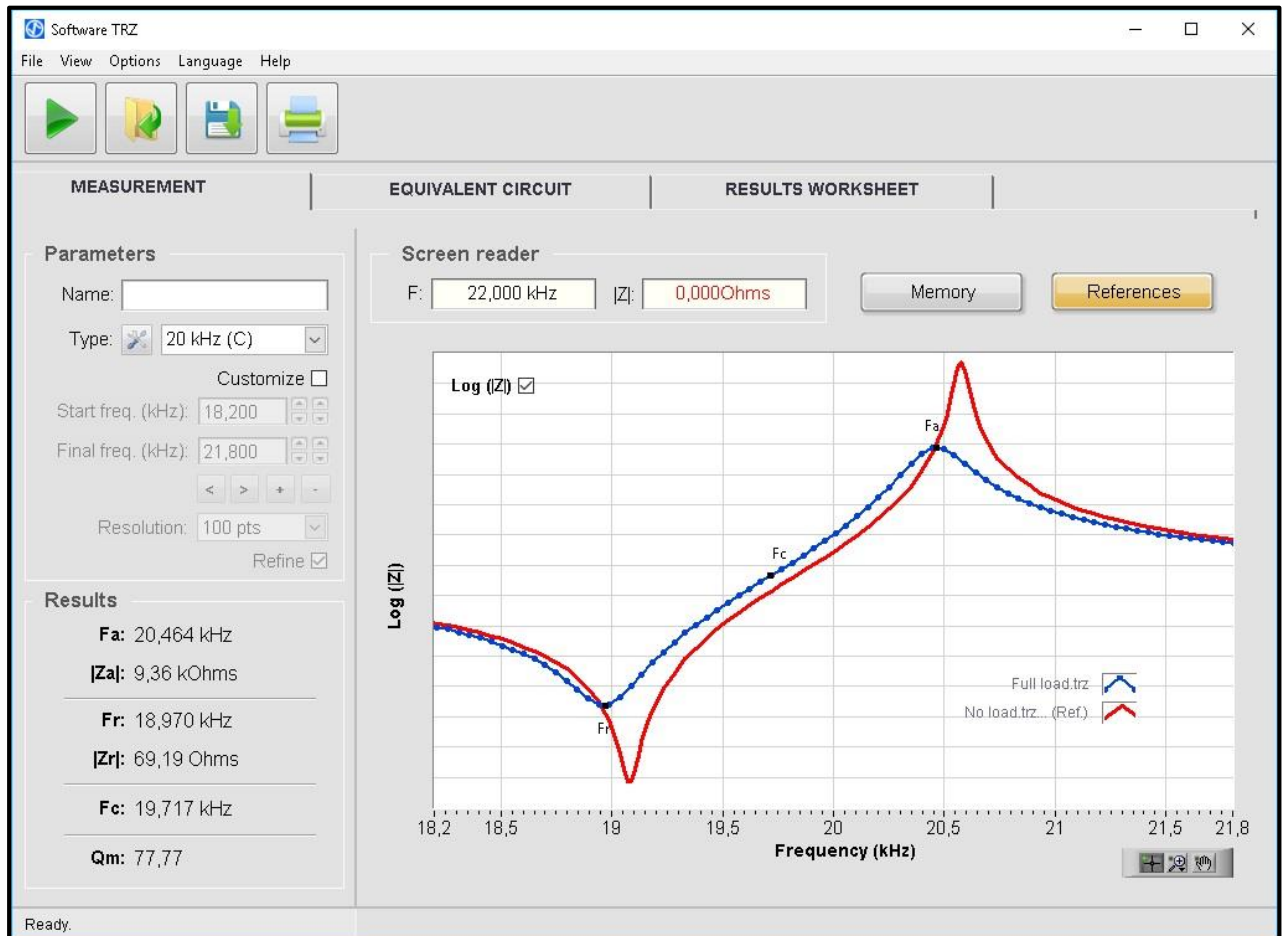 Software TRZ
File View Options Language Help
MEASUREMENT
EQUIVALENT CIRCUIT
RESULTS WORKSHEET
Parameters
Name:
Type: 20 kHz (C)
Customize
Start freq. (kHz): 18,200
Final freq. (kHz): 21,800
< > + -
Resolution: 100 pts
Refine
Results
Fa: 20,464 kHz
|Za|: 9,36 kOhms
Fr: 18,970 kHz
|Zr|: 69,19 Ohms
Fc: 19,717 kHz
Qm: 77,77
Screen reader
F: 22,000 kHz |Z|: 0,000Ohms
Memory
References
Log (|Z|)
Fa
Fc
Fr
Log (|Z|)
Full load.trz
No load.trz... (Ref.)
18,2 18,5 19 19,5 20 20,5 21 21,5 21,8
Frequency (kHz)
Ready.